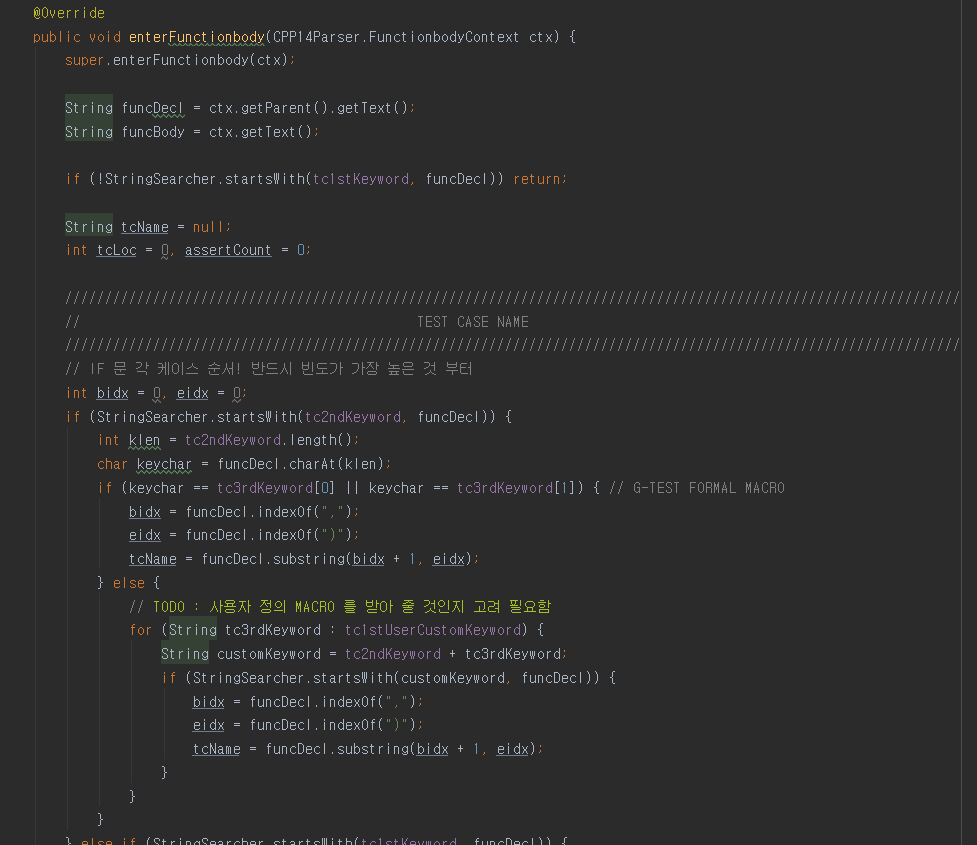 @Override
public void enterFunctionbody(CPP14Parser.FunctionbodyContext ctx) {
super.enterFunctionbody(ctx);
String funcDecl = ctx.getParent().getText();
String funcBody = ctx.getText();
if (!StringSearcher.startsWith(tc1stKeyword, funcDecl)) return;
String tcName = null;
int tcLoc = 0, assertCount = 0;
////////////////////////////////////////////////////////////////////////////////////////////////////////////////
// TEST CASE NAME
////////////////////////////////////////////////////////////////////////////////////////////////////////////////
// IF 문 각 케이스 순서! 반드시 빈도가 가장 높은 것 부터
int bidx = 0, eidx = 0;
if (StringSearcher.startsWith(tc2ndKeyword, funcDecl)) {
int klen = tc2ndKeyword.length();
char keychar = funcDecl.charAt(klen);
if (keychar == tc3rdKeyword[0] || keychar == tc3rdKeyword[1]) { // G-TEST FORMAL MACRO
bidx = funcDecl.indexOf(",");
eidx = funcDecl.indexOf(")");
tcName = funcDecl.substring(bidx + 1, eidx);
} else {
// TODO : 사용자 정의 MACRO 를 받아 줄 것인지 고려 필요함
for (String tc3rdKeyword : tc1stUserCustomKeyword) {
String customKeyword = tc2ndKeyword + tc3rdKeyword;
if (StringSearcher.startsWith(customKeyword, funcDecl)) {
bidx = funcDecl.indexOf(",");
eidx = funcDecl.indexOf(")");
tcName = funcDecl.substring(bidx + 1, eidx);
}
}
}
} else if (StringSearcher.startsWith(tc1stKeyword, funcDecl)) {